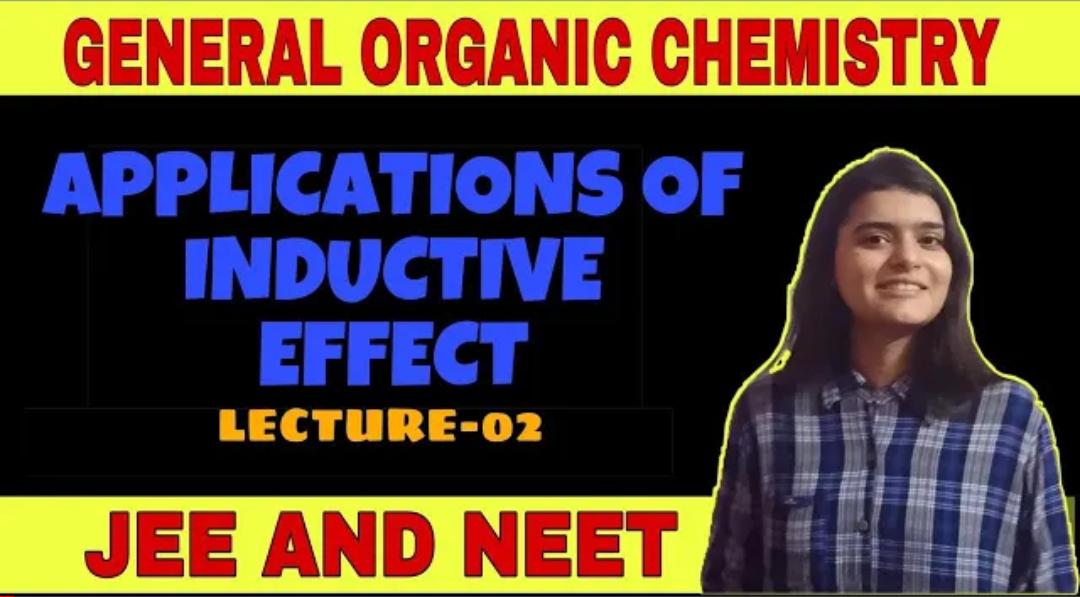 GENERAL ORGANIC CHEMISTRY
APPLICATIONS OF
INDUCTIVE
EFFECT
LECTURE-02
JEE AND NEET